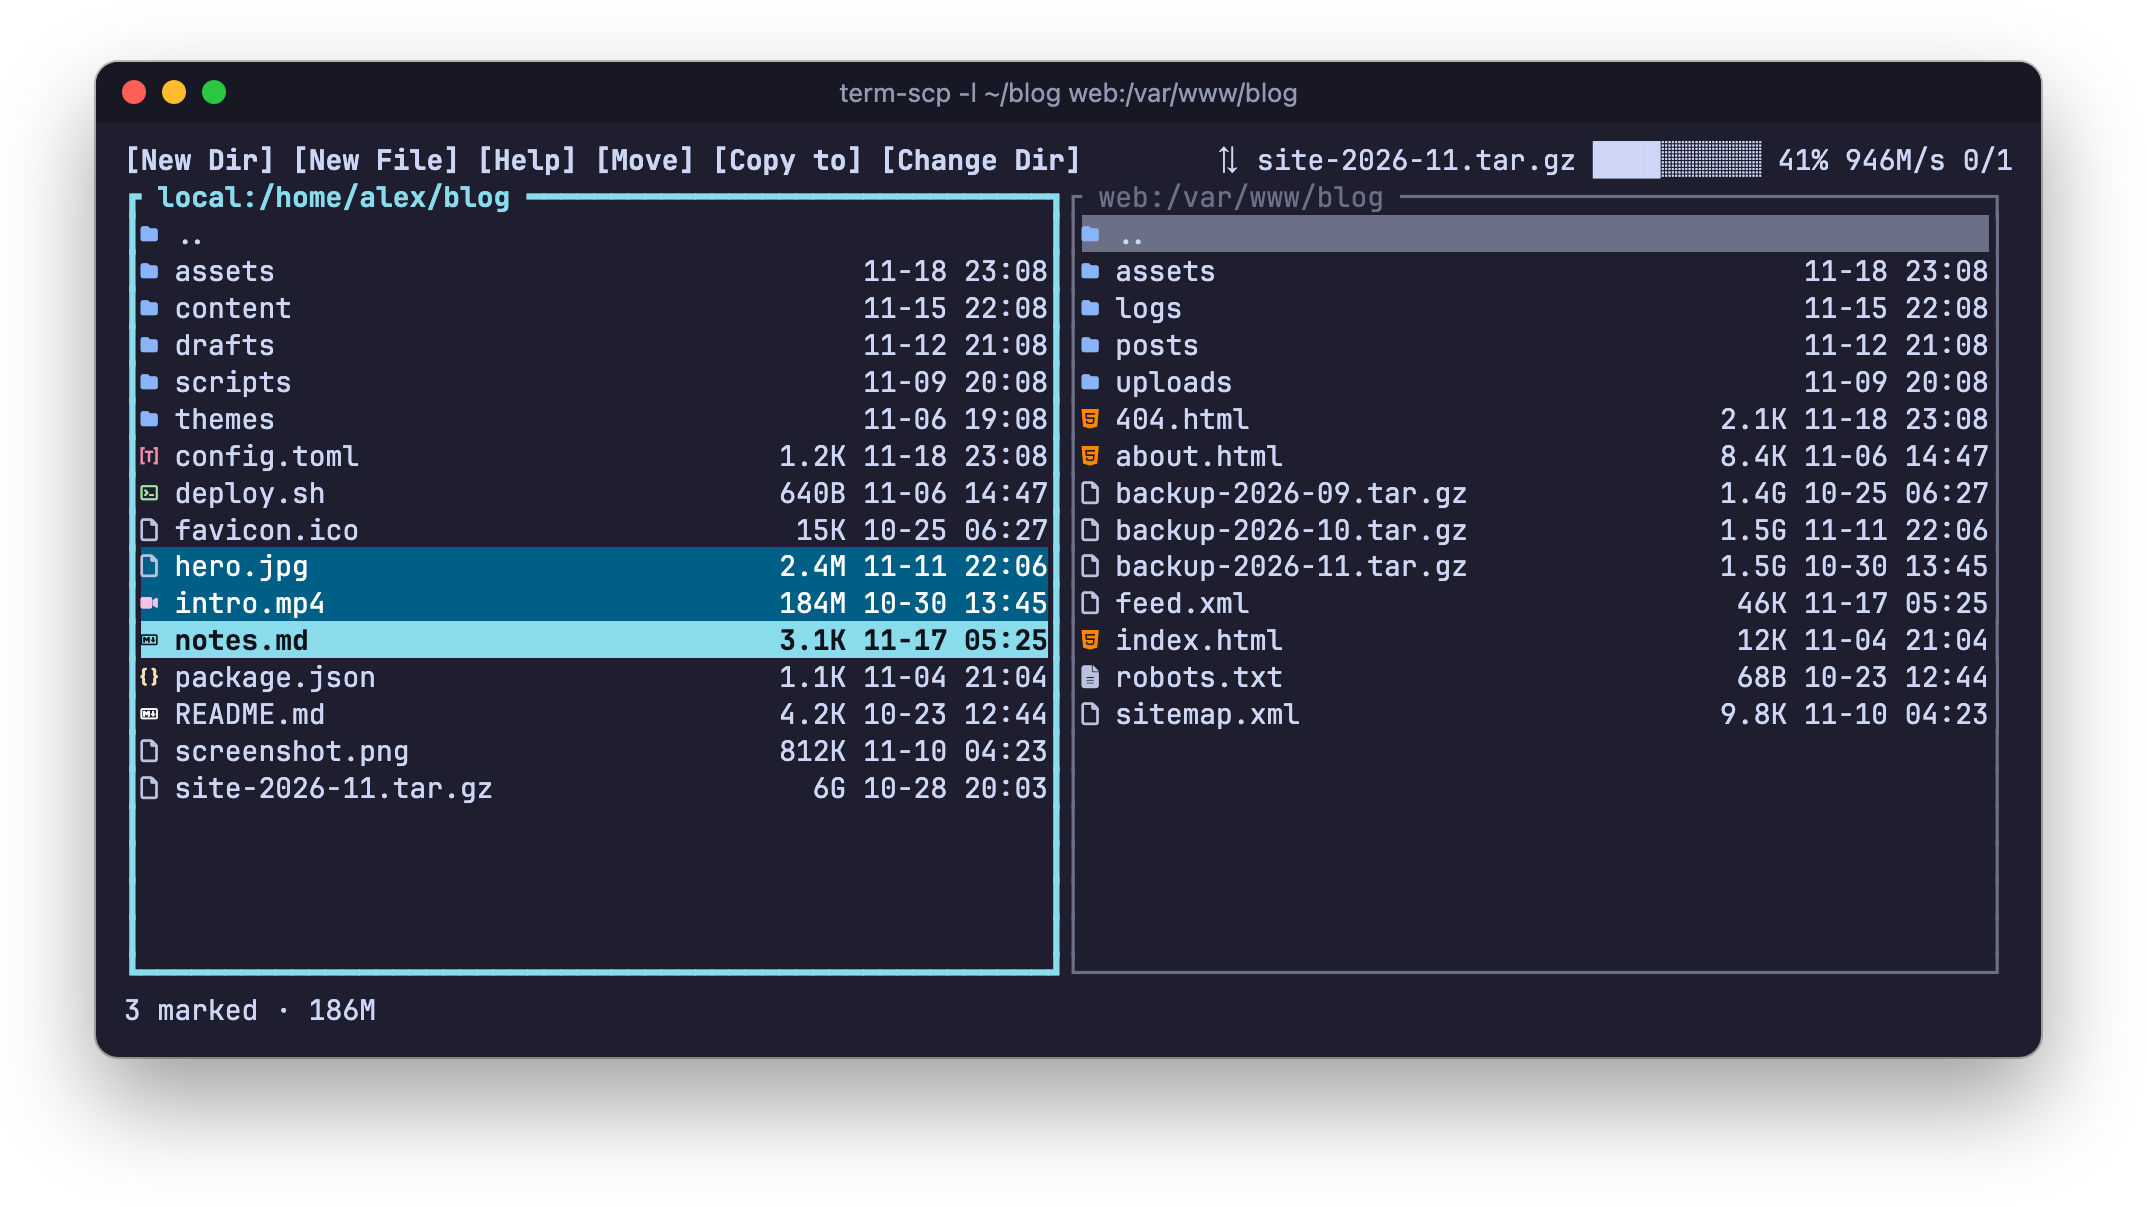 term-scp -l ~/blog web:/var/www/blog
[New Dir] [New File] [Help] [Move] [Copy to] [Change Dir] ⇅ site-2026-11.tar.gz 41% 946M/s 0/1
local:/home/alex/blog
..
assets 11-18 23:08
content 11-15 22:08
drafts 11-12 21:08
scripts 11-09 20:08
themes 11-06 19:08
config.toml 1.2K 11-18 23:08
deploy.sh 640B 11-06 14:47
favicon.ico 15K 10-25 06:27
hero.jpg 2.4M 11-11 22:06
intro.mp4 184M 10-30 13:45
notes.md 3.1K 11-17 05:25
package.json 1.1K 11-04 21:04
README.md 4.2K 10-23 12:44
screenshot.png 812K 11-10 04:23
site-2026-11.tar.gz 6G 10-28 20:03
web:/var/www/blog
..
assets 11-18 23:08
logs 11-15 22:08
posts 11-12 21:08
uploads 11-09 20:08
404.html 2.1K 11-18 23:08
about.html 8.4K 11-06 14:47
backup-2026-09.tar.gz 1.4G 10-25 06:27
backup-2026-10.tar.gz 1.5G 11-11 22:06
backup-2026-11.tar.gz 1.5G 10-30 13:45
feed.xml 46K 11-17 05:25
index.html 12K 11-04 21:04
robots.txt 68B 10-23 12:44
sitemap.xml 9.8K 11-10 04:23
3 marked · 186M